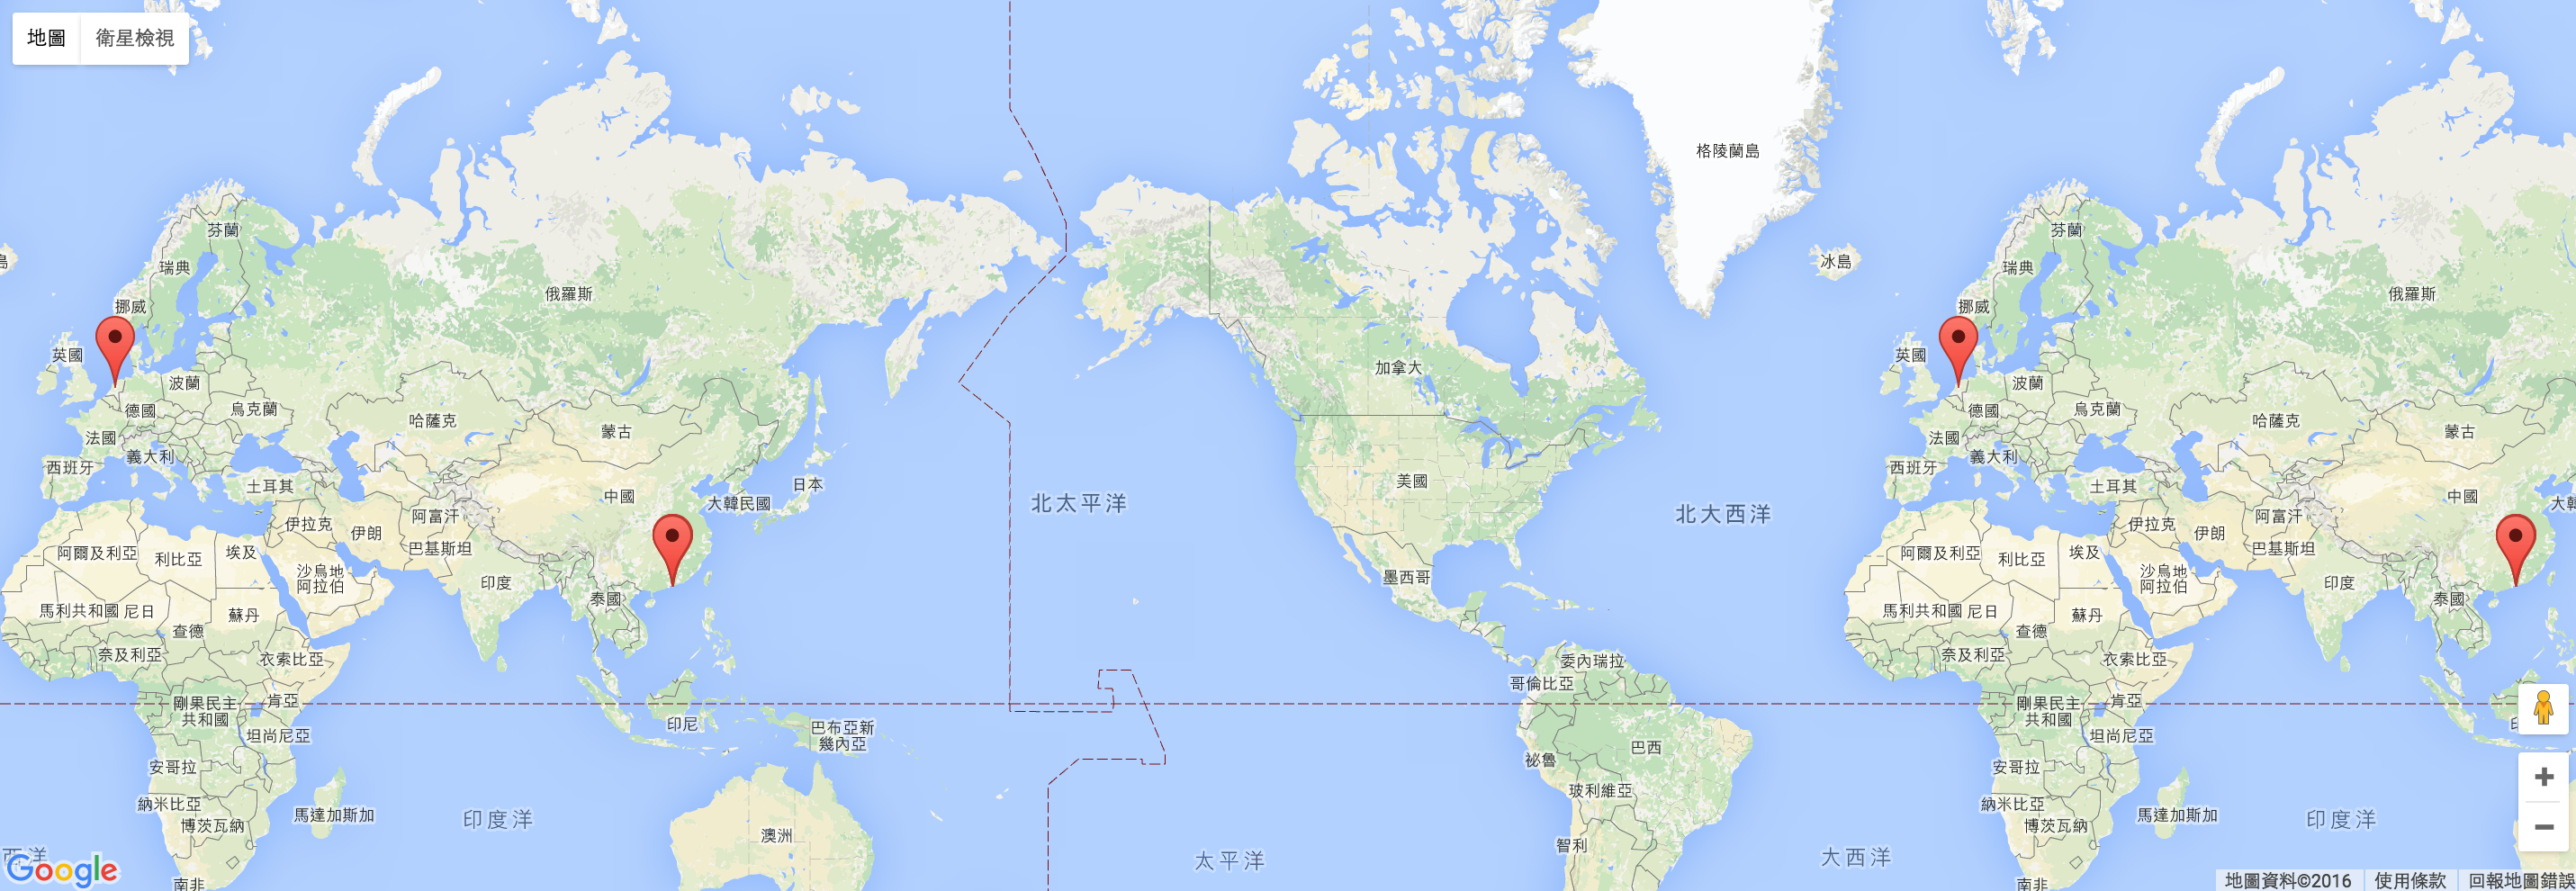 地圖 衛星檢視
格陵蘭島
芬蘭
瑞典
挪威
俄羅斯
英國
波蘭
德國
烏克蘭
法國
義大利
西班牙
土耳其
哈薩克
蒙古
中國
大韓民國
日本
伊拉克
伊朗
阿富汗
巴基斯坦
阿爾及利亞
利比亞
埃及
沙烏地
阿拉伯
印度
泰國
馬利共和國
尼日
查德
蘇丹
奈及利亞
衣索比亞
剛果民主
共和國
肯亞
坦尚尼亞
安哥拉
納米比亞
博茨瓦納
馬達加斯加
南非
印尼
巴布亞新
幾內亞
澳洲
印度洋
北太平洋
太平洋
加拿大
美國
墨西哥
北大西洋
委內瑞拉
哥倫比亞
祕魯
巴西
玻利維亞
智利
大西洋
冰島
芬蘭
瑞典
挪威
俄羅斯
英國
波蘭
德國
烏克蘭
法國
義大利
西班牙
土耳其
哈薩克
蒙古
中國
伊拉克
伊朗
阿富汗
巴基斯坦
阿爾及利亞
利比亞
埃及
沙烏地
阿拉伯
印度
泰國
馬利共和國
尼日
查德
蘇丹
奈及利亞
衣索比亞
剛果民主
共和國
肯亞
坦尚尼亞
安哥拉
納米比亞
博茨瓦納
馬達加斯加
南非
印度洋
Google
地圖資料©2016 使用條款 回報地圖錯誤